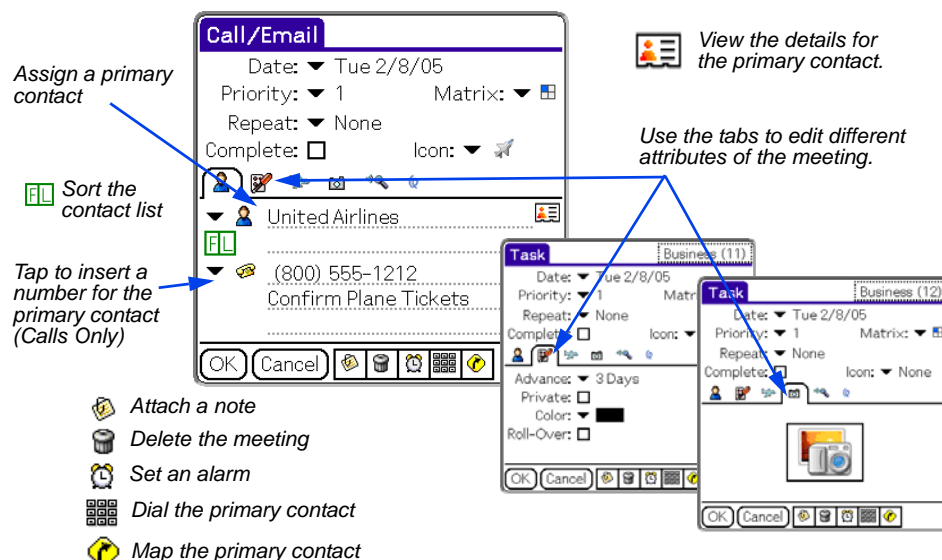 Call/Email
Date: Tue 2/8/05
Priority: 1 Matrix:
Repeat: None
Complete: Icon:
United Airlines
FL
(800) 555-1212
Confirm Plane Tickets
OK Cancel
Assign a primary
contact
FL Sort the
contact list
Tap to insert a
number for the
primary contact
(Calls Only)
View the details for
the primary contact.
Use the tabs to edit different
attributes of the meeting.
Task Business (11)
Date: Tue 2/8/05
Priority: 1 Matri
Repeat: None
Complete: Icon:
Advance: 3 Days
Private:
Color:
Roll-Over:
OK Cancel
Task Business (12)
Date: Tue 2/8/05
Priority: 1 Matrix:
Repeat: None
Complete: Icon: None
OK Cancel
Attach a note
Delete the meeting
Set an alarm
Dial the primary contact
Map the primary contact